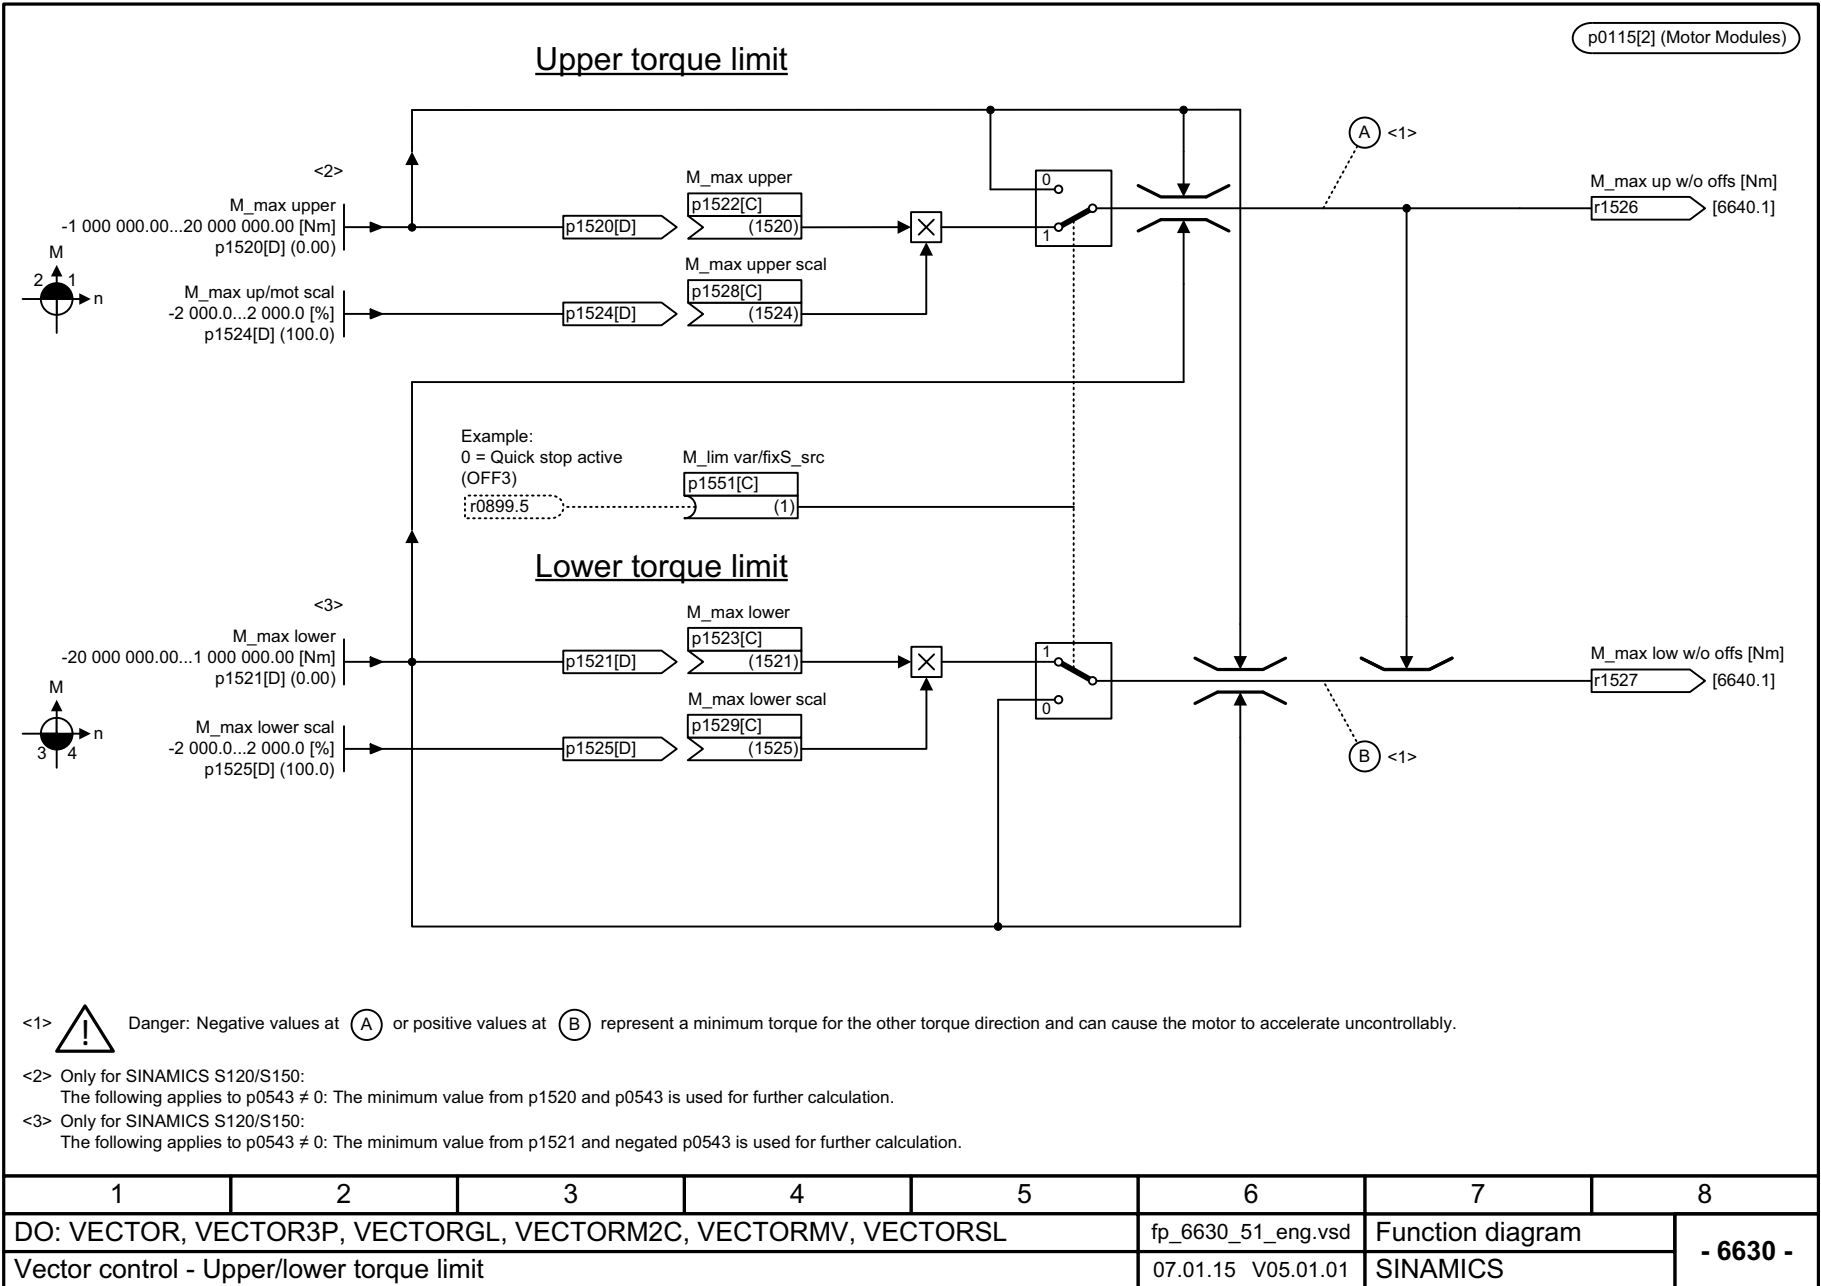 p0115[2] (Motor Modules)
Upper torque limit
A <1>
<2>
M_max upper
-1 000 000.00...20 000 000.00 [Nm]
p1520[D] (0.00)
p1520[D]
M_max upper
p1522[C]
(1520)
0
1
M_max up w/o offs [Nm]
r1526 [6640.1]
M
2 1
n
M_max up/mot scal
-2 000.0...2 000.0 [%]
p1524[D] (100.0)
p1524[D]
M_max upper scal
p1528[C]
(1524)
Example:
0 = Quick stop active
(OFF3)
r0899.5
M_lim var/fixS_src
p1551[C]
(1)
Lower torque limit
<3>
M_max lower
-20 000 000.00...1 000 000.00 [Nm]
p1521[D] (0.00)
p1521[D]
M_max lower
p1523[C]
(1521)
1
0
M_max low w/o offs [Nm]
r1527 [6640.1]
M
n
3 4
M_max lower scal
-2 000.0...2 000.0 [%]
p1525[D] (100.0)
p1525[D]
M_max lower scal
p1529[C]
(1525)
B <1>
<1> Danger: Negative values at A or positive values at B represent a minimum torque for the other torque direction and can cause the motor to accelerate uncontrollably.
<2> Only for SINAMICS S120/S150:
The following applies to p0543 ≠ 0: The minimum value from p1520 and p0543 is used for further calculation.
<3> Only for SINAMICS S120/S150:
The following applies to p0543 ≠ 0: The minimum value from p1521 and negated p0543 is used for further calculation.
1 2 3 4 5 6 7 8
DO: VECTOR, VECTOR3P, VECTORGL, VECTORM2C, VECTORMV, VECTORSL fp_6630_51_eng.vsd Function diagram
- 6630 -
Vector control - Upper/lower torque limit 07.01.15 V05.01.01 SINAMICS